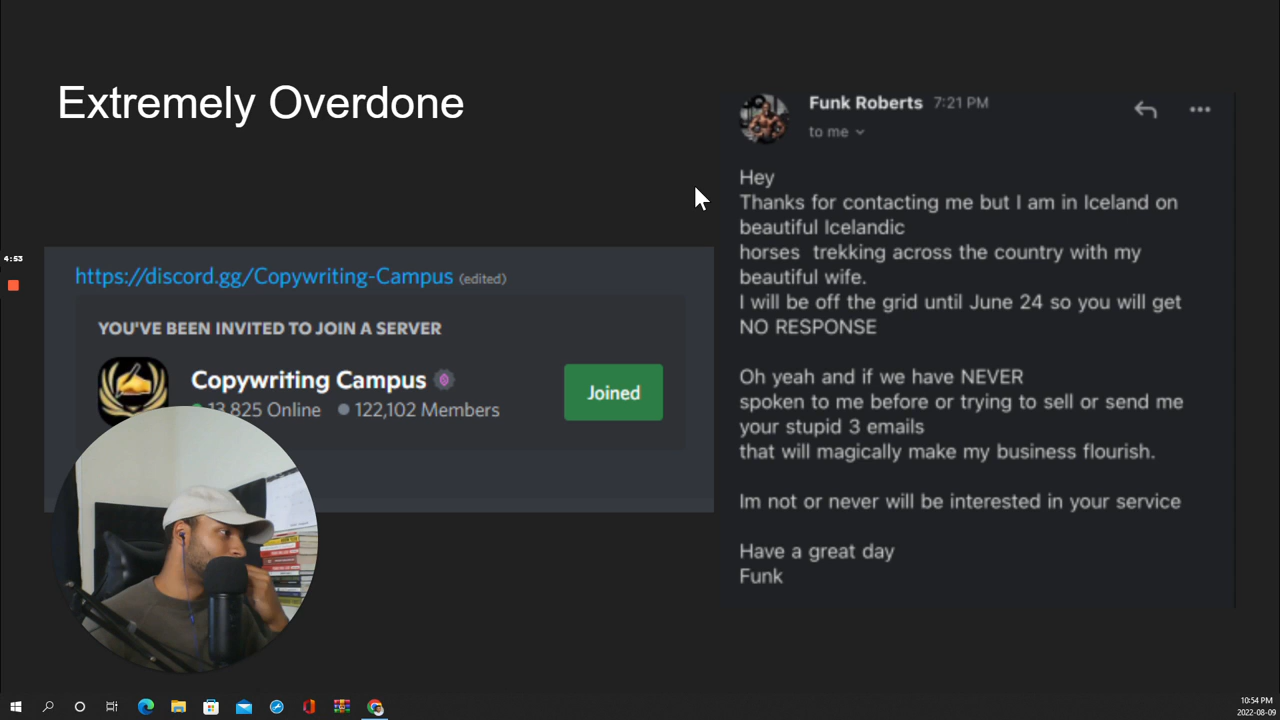 Extremely Overdone
4:53
https://discord.gg/Copywriting-Campus (edited)
YOU'VE BEEN INVITED TO JOIN A SERVER
Copywriting Campus
13,825 Online 122,102 Members
Joined
Funk Roberts 7:21 PM
to me
Hey
Thanks for contacting me but I am in Iceland on
beautiful Icelandic
horses trekking across the country with my
beautiful wife.
I will be off the grid until June 24 so you will get
NO RESPONSE
Oh yeah and if we have NEVER
spoken to me before or trying to sell or send me
your stupid 3 emails
that will magically make my business flourish.
Im not or never will be interested in your service
Have a great day
Funk
10:54 PM
2022-08-09